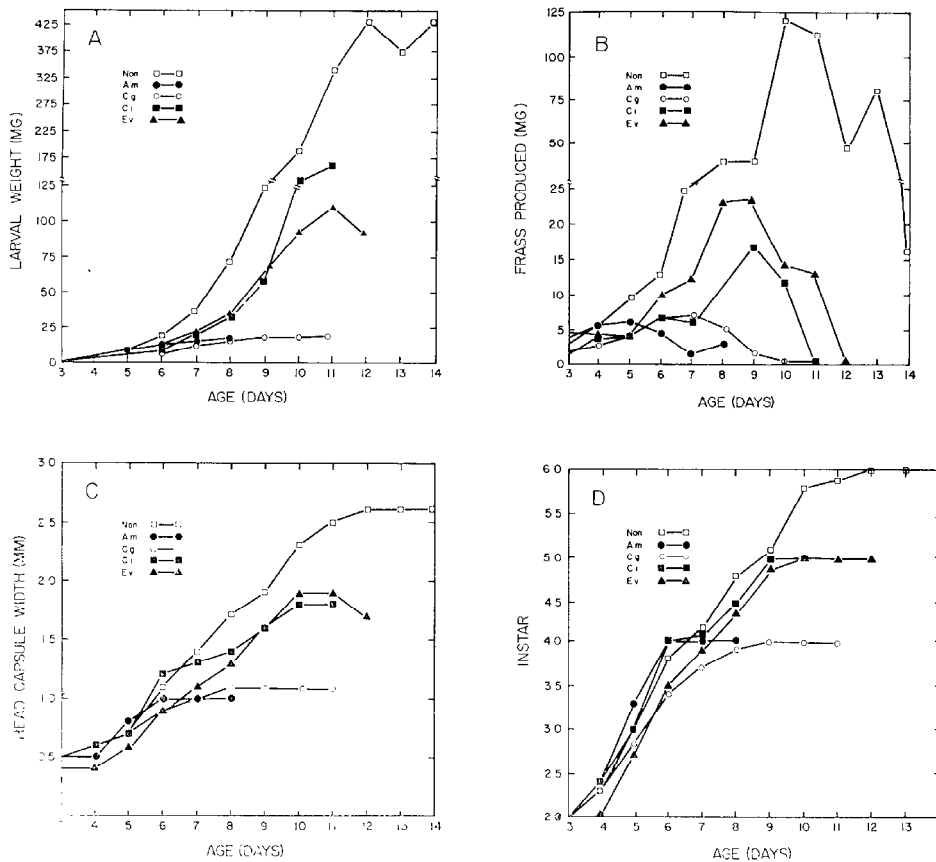 A
LARVAL WEIGHT (MG)
425
375
325
275
225
175
125
100
75
50
25
0
Non
Am
Cg
Ci
Ev
3 4 5 6 7 8 9 10 11 12 13 14
AGE (DAYS)
B
FRASS PRODUCED (MG)
125
75
25
20
15
10
5
0
Non
Am
Cg
Ci
Ev
3 4 5 6 7 8 9 10 11 12 13 14
AGE (DAYS)
C
READ CAPSULE WIDTH (MM)
3.0
2.5
2.0
1.5
1.0
0.5
Non
Am
Cg
Ci
Ev
4 5 6 7 8 9 10 11 12 13 14
AGE (DAYS)
D
INSTAR
6.0
5.0
4.5
4.0
3.5
3.0
2.5
2.0
Non
Am
Cg
Ci
Ev
3 4 5 6 7 8 9 10 11 12 13
AGE (DAYS)